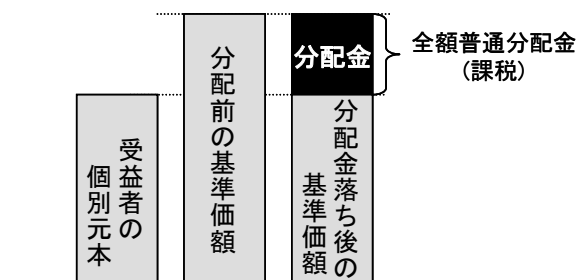 受益者の
個別元本
分配前の基準価額
分配金
分配金落ち後の
基準価額
全額普通分配金
(課税)